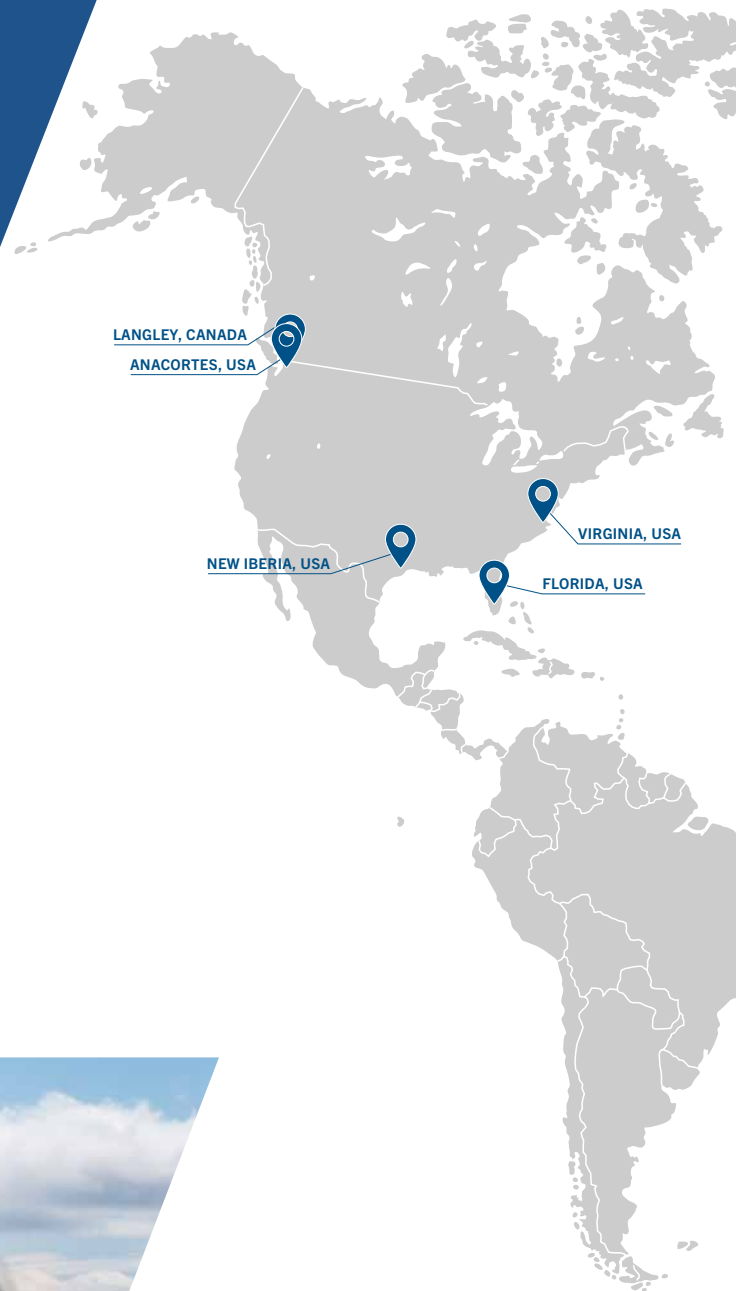 LANGLEY, CANADA
ANACORTES, USA
VIRGINIA, USA
NEW IBERIA, USA
FLORIDA, USA